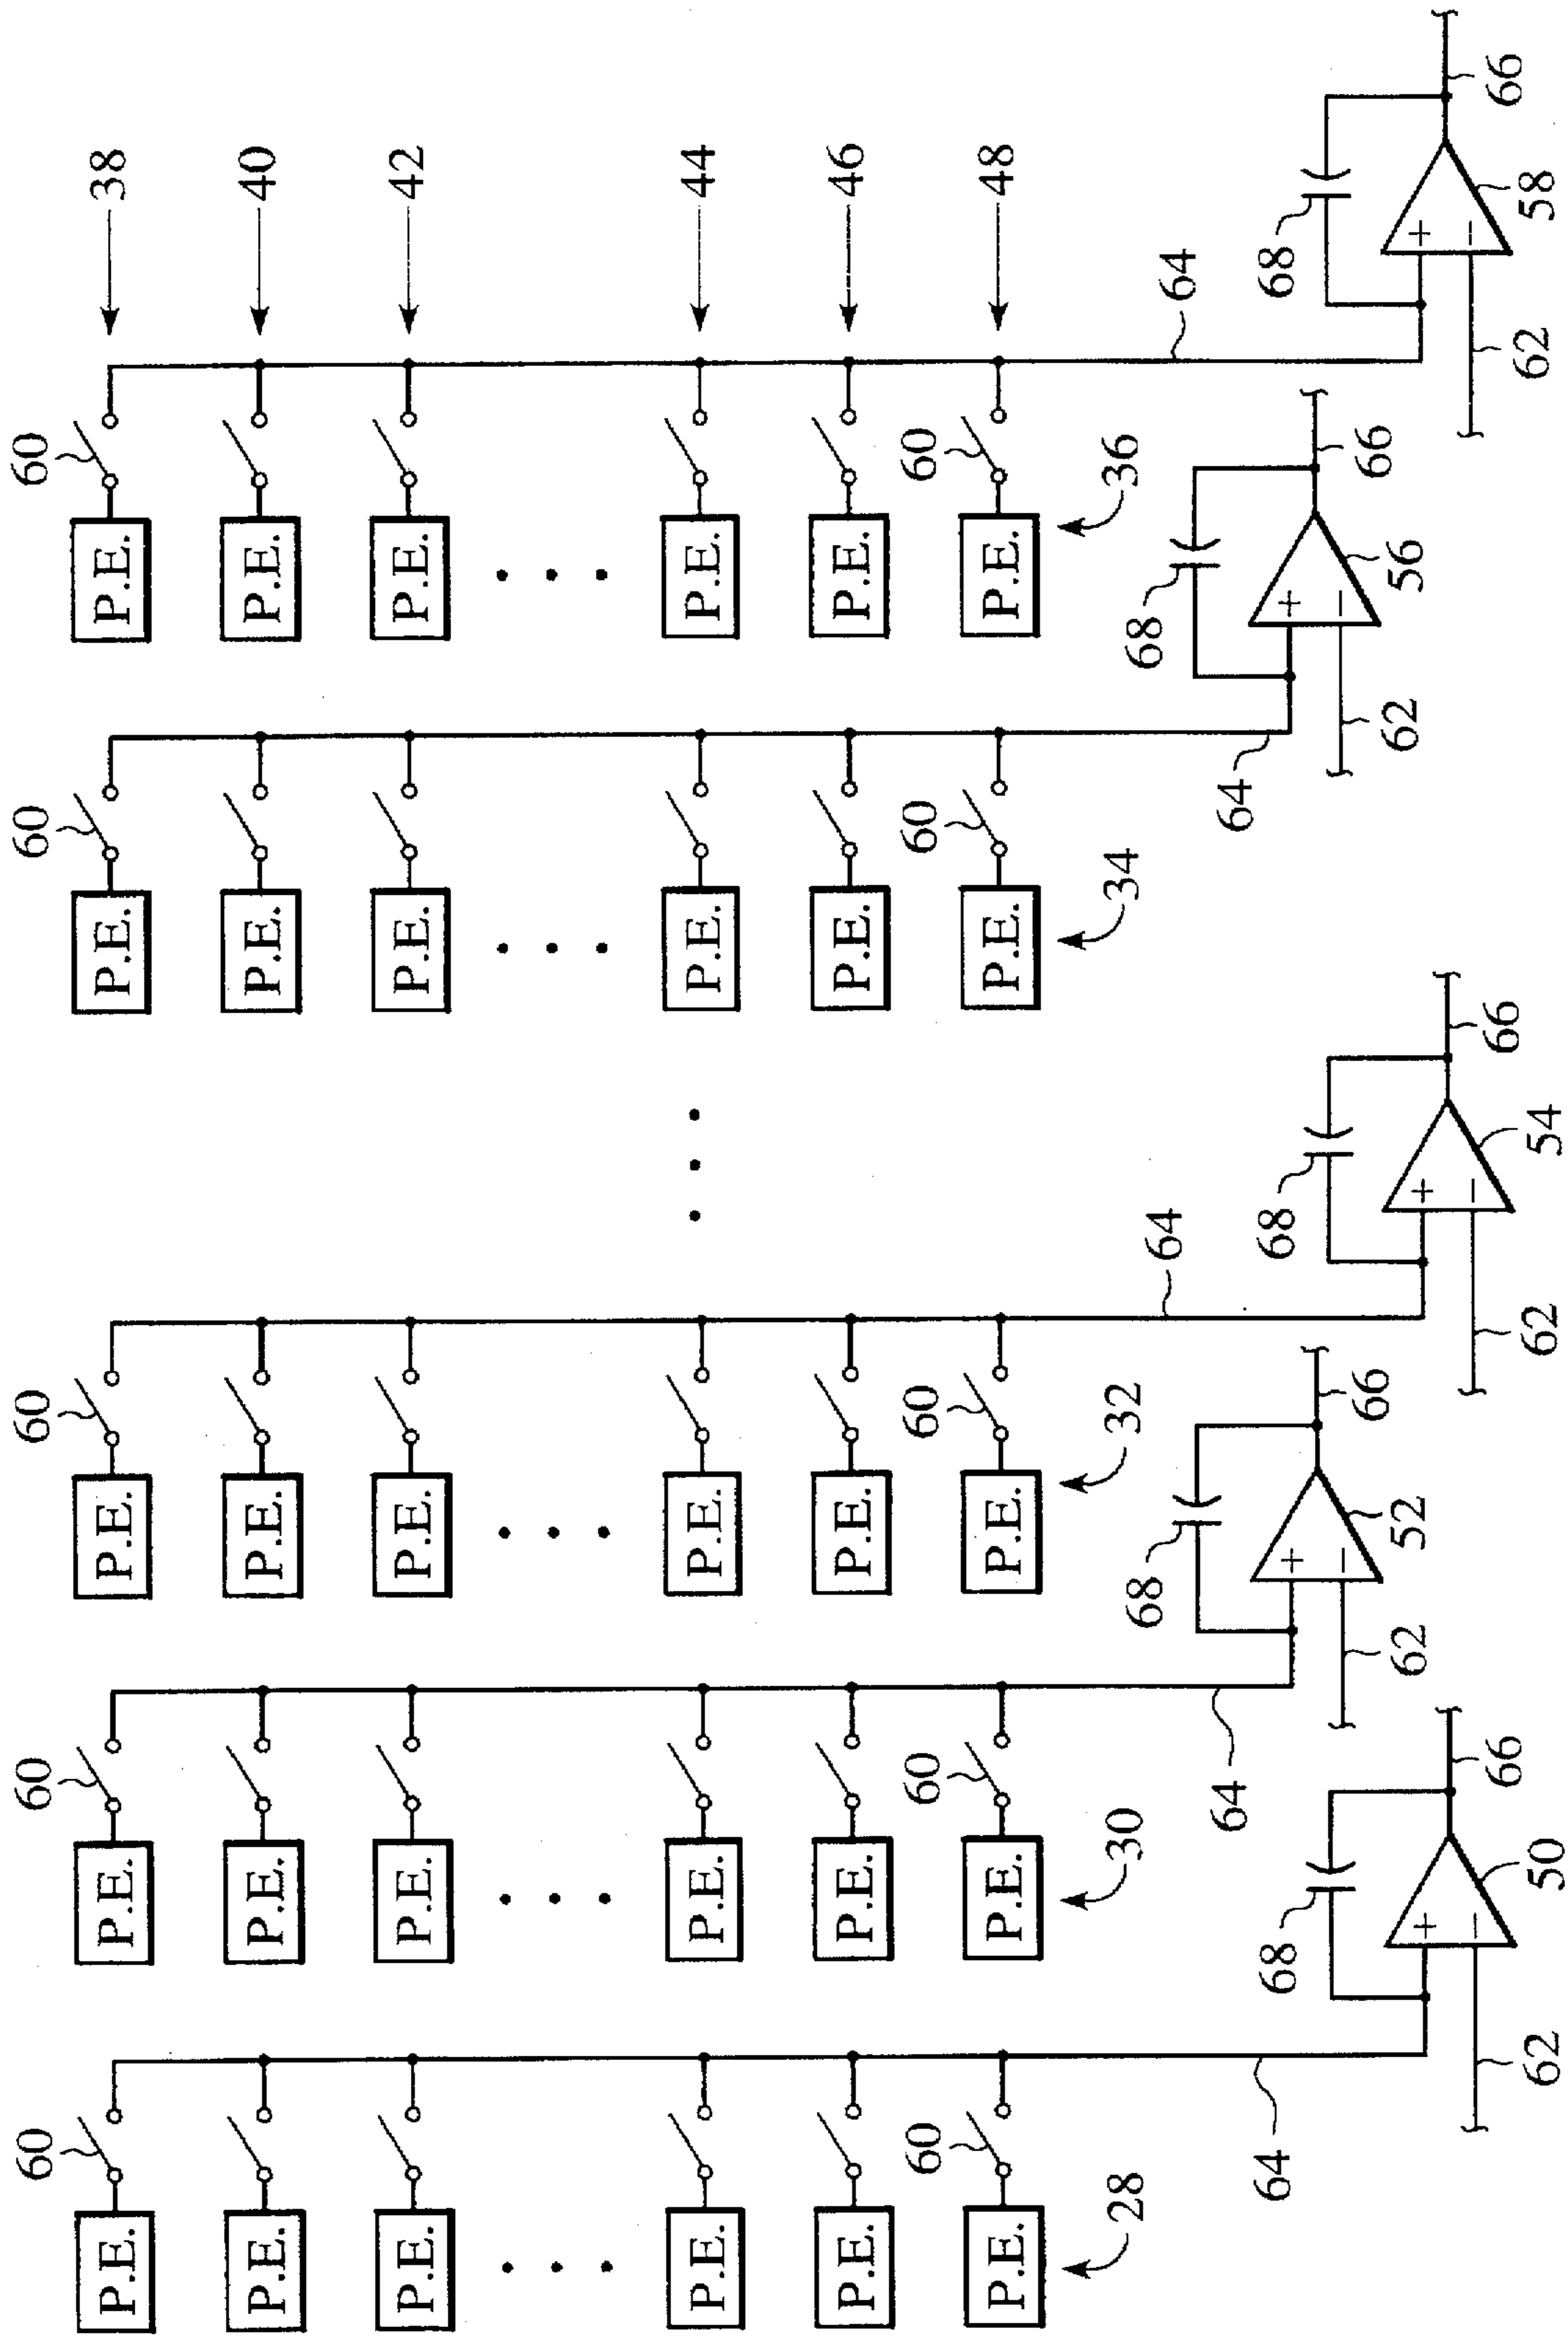 60 60 60 60 60
P.E. P.E. P.E. P.E. P.E. 38
P.E. P.E. P.E. P.E. P.E. 40
P.E. P.E. P.E. P.E. P.E. 42
P.E. P.E. P.E. P.E. P.E. 44
P.E. P.E. P.E. P.E. P.E. 46
60 60 60 60 60
P.E. P.E. P.E. P.E. P.E. 48
28 30 32 34 36
68 68
64 64
64 64
64 68 68 68
+ +
− −
62 52 66 62 56 66
+ + +
− − −
66 66 66
62 50 62 54 62 58